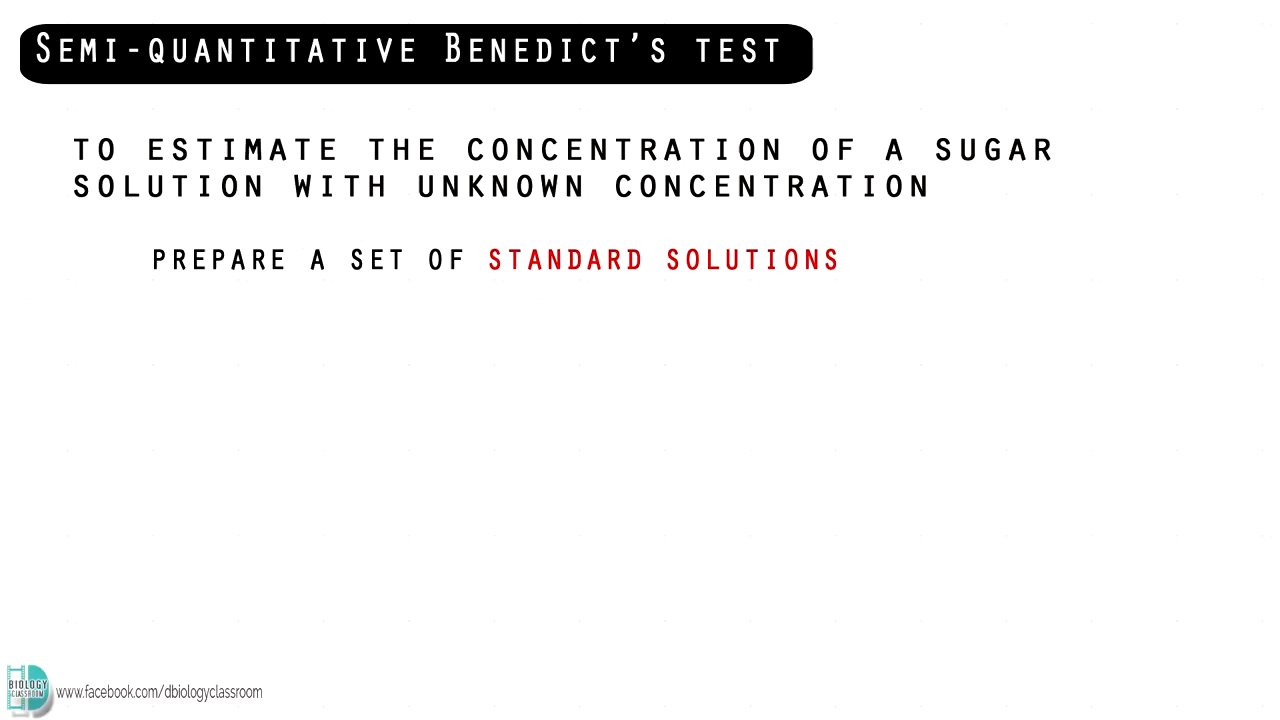 Semi-quantitative Benedict's test
TO ESTIMATE THE CONCENTRATION OF A SUGAR
SOLUTION WITH UNKNOWN CONCENTRATION
PREPARE A SET OF STANDARD SOLUTIONS
BIOLOGY
CLASSROOM
www.facebook.com/dbiologyclassroom